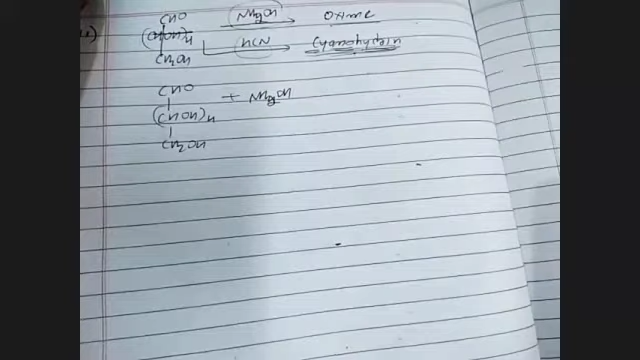 CHO NH2OH Oxime
(CHOH)4 HCN Cyanohydrin
CH2OH
CHO
(CHOH)4 + NH2OH
CH2OH